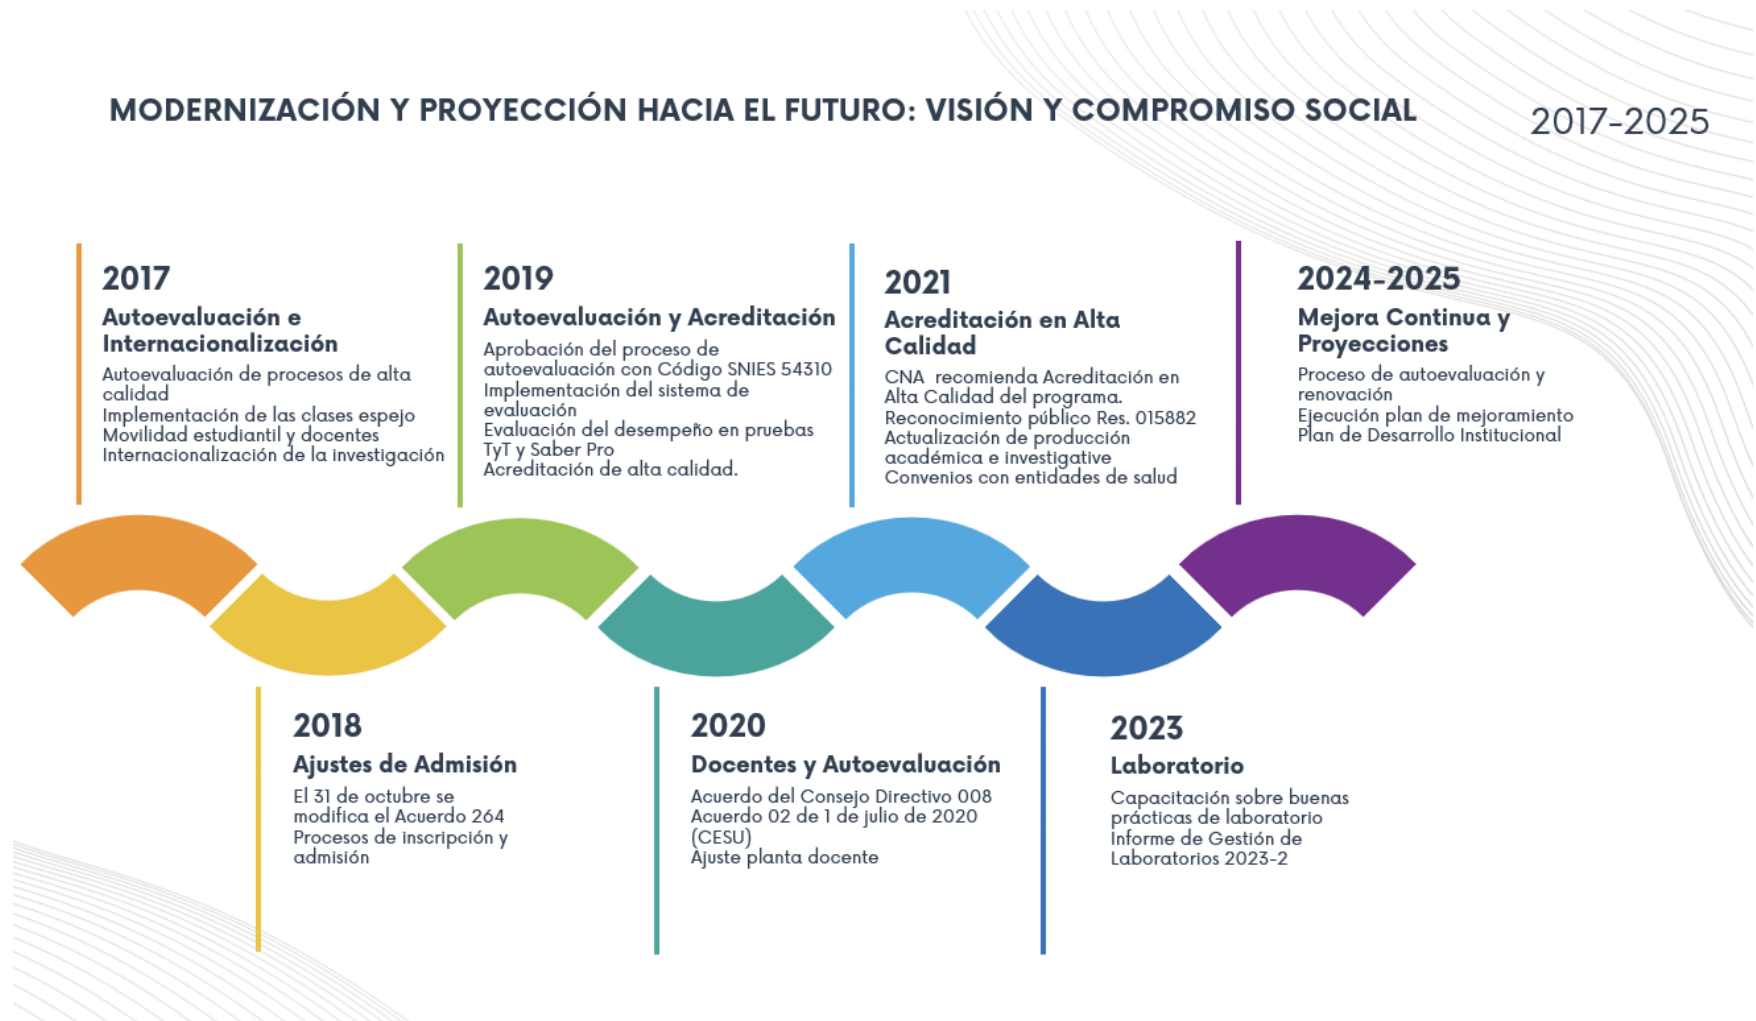 MODERNIZACIÓN Y PROYECCIÓN HACIA EL FUTURO: VISIÓN Y COMPROMISO SOCIAL
2017-2025
2017
Autoevaluación e
Internacionalización
Autoevaluación de procesos de alta
calidad
Implementación de las clases espejo
Movilidad estudiantil y docentes
Internacionalización de la investigación
2019
Autoevaluación y Acreditación
Aprobación del proceso de
autoevaluación con Código SNIES 54310
Implementación del sistema de
evaluación
Evaluación del desempeño en pruebas
TyT y Saber Pro
Acreditación de alta calidad.
2021
Acreditación en Alta
Calidad
CNA recomienda Acreditación en
Alta Calidad del programa.
Reconocimiento público Res. 015882
Actualización de producción
académica e investigative
Convenios con entidades de salud
2024-2025
Mejora Continua y
Proyecciones
Proceso de autoevaluación y
renovación
Ejecución plan de mejoramiento
Plan de Desarrollo Institucional
2018
Ajustes de Admisión
El 31 de octubre se
modifica el Acuerdo 264
Procesos de inscripción y
admisión
2020
Docentes y Autoevaluación
Acuerdo del Consejo Directivo 008
Acuerdo 02 de 1 de julio de 2020
(CESU)
Ajuste planta docente
2023
Laboratorio
Capacitación sobre buenas
prácticas de laboratorio
Informe de Gestión de
Laboratorios 2023-2